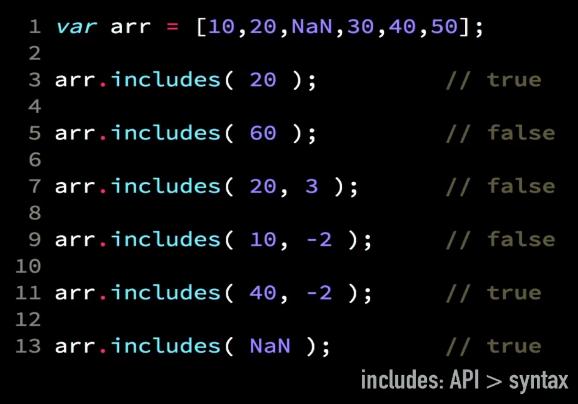 1 var arr = [10,20,NaN,30,40,50];
2
3 arr.includes( 20 ); // true
4
5 arr.includes( 60 ); // false
6
7 arr.includes( 20, 3 ); // false
8
9 arr.includes( 10, -2 ); // false
10
11 arr.includes( 40, -2 ); // true
12
13 arr.includes( NaN ); // true
includes: API > syntax